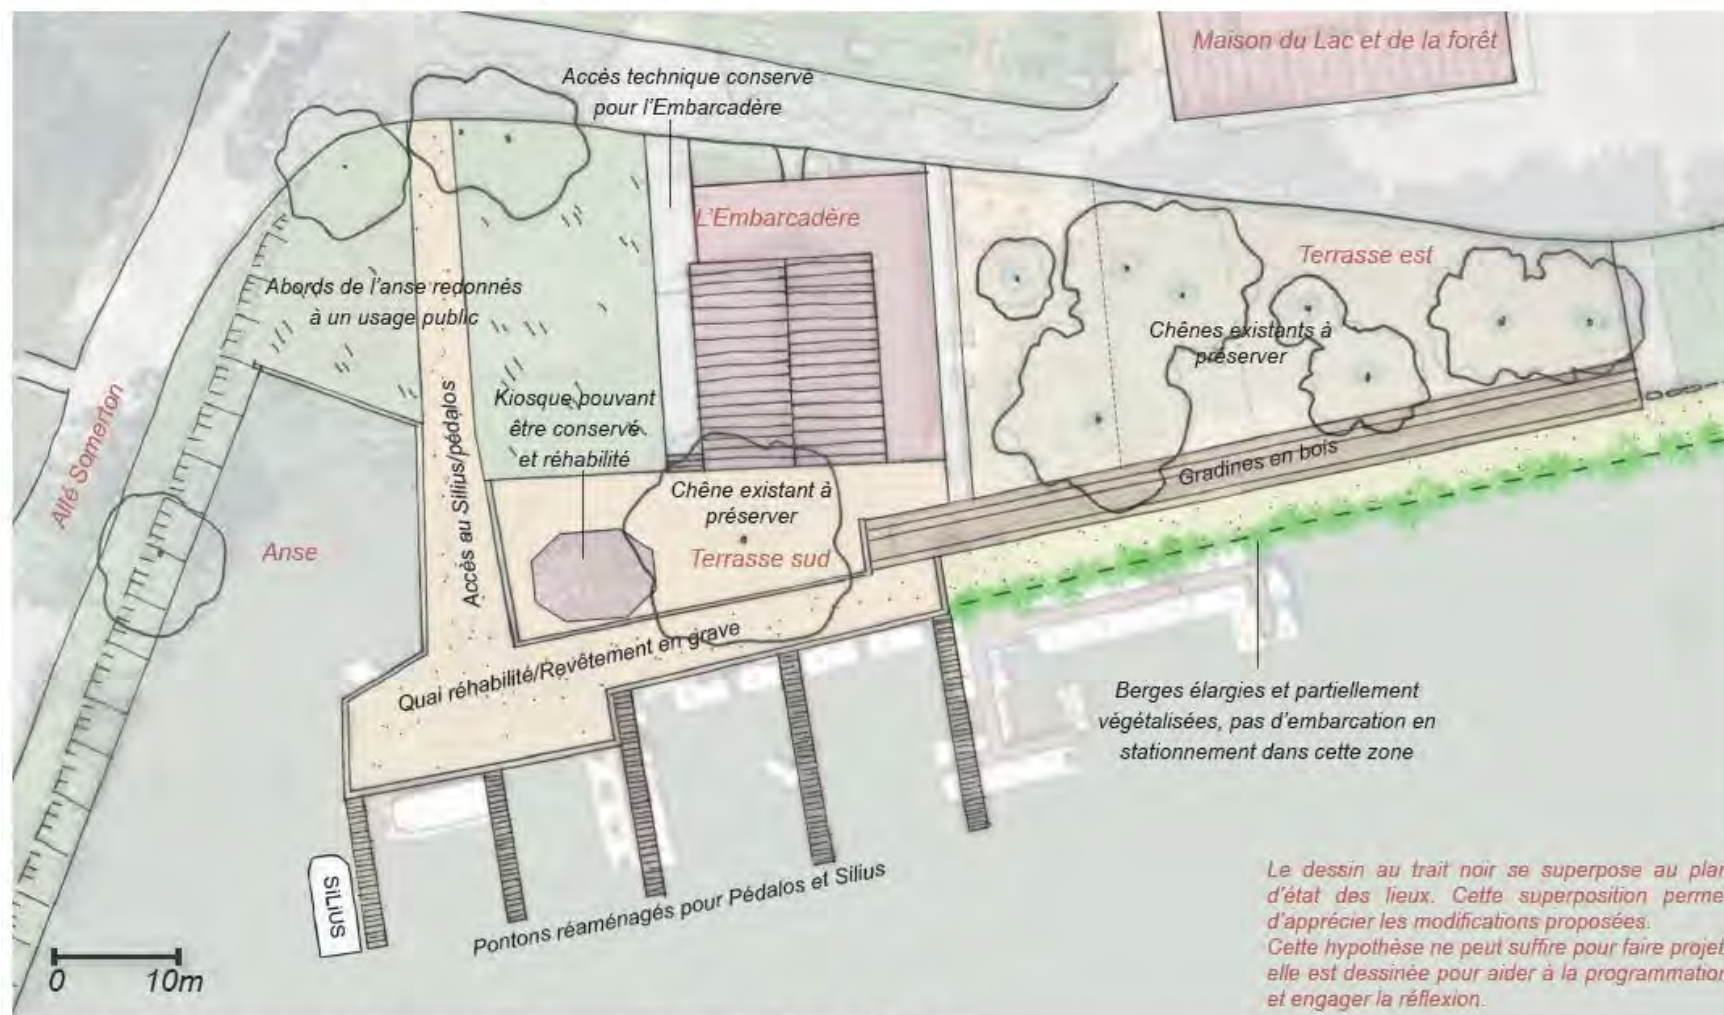 Maison du Lac et de la forêt
Accès technique conservé
pour l'Embarcadère
L'Embarcadère
Terrasse est
Abords de l'anse redonnés
à un usage public
Chênes existants à
préserver
Kiosque pouvant
être conservé
et réhabilité
Allé Somerton
Accès au Silius/pédalos
Gradines en bois
Chêne existant à
préserver
Anse
Terrasse sud
Quai réhabilité/Revêtement en grave
Berges élargies et partiellement
végétalisées, pas d'embarcation en
stationnement dans cette zone
SiLiUS
Pontons réaménagés pour Pédalos et Silius
0 10m
Le dessin au trait noir se superpose au plan
d'état des lieux. Cette superposition permet
d'apprécier les modifications proposées.
Cette hypothèse ne peut suffire pour faire projet,
elle est dessinée pour aider à la programmation
et engager la réflexion.